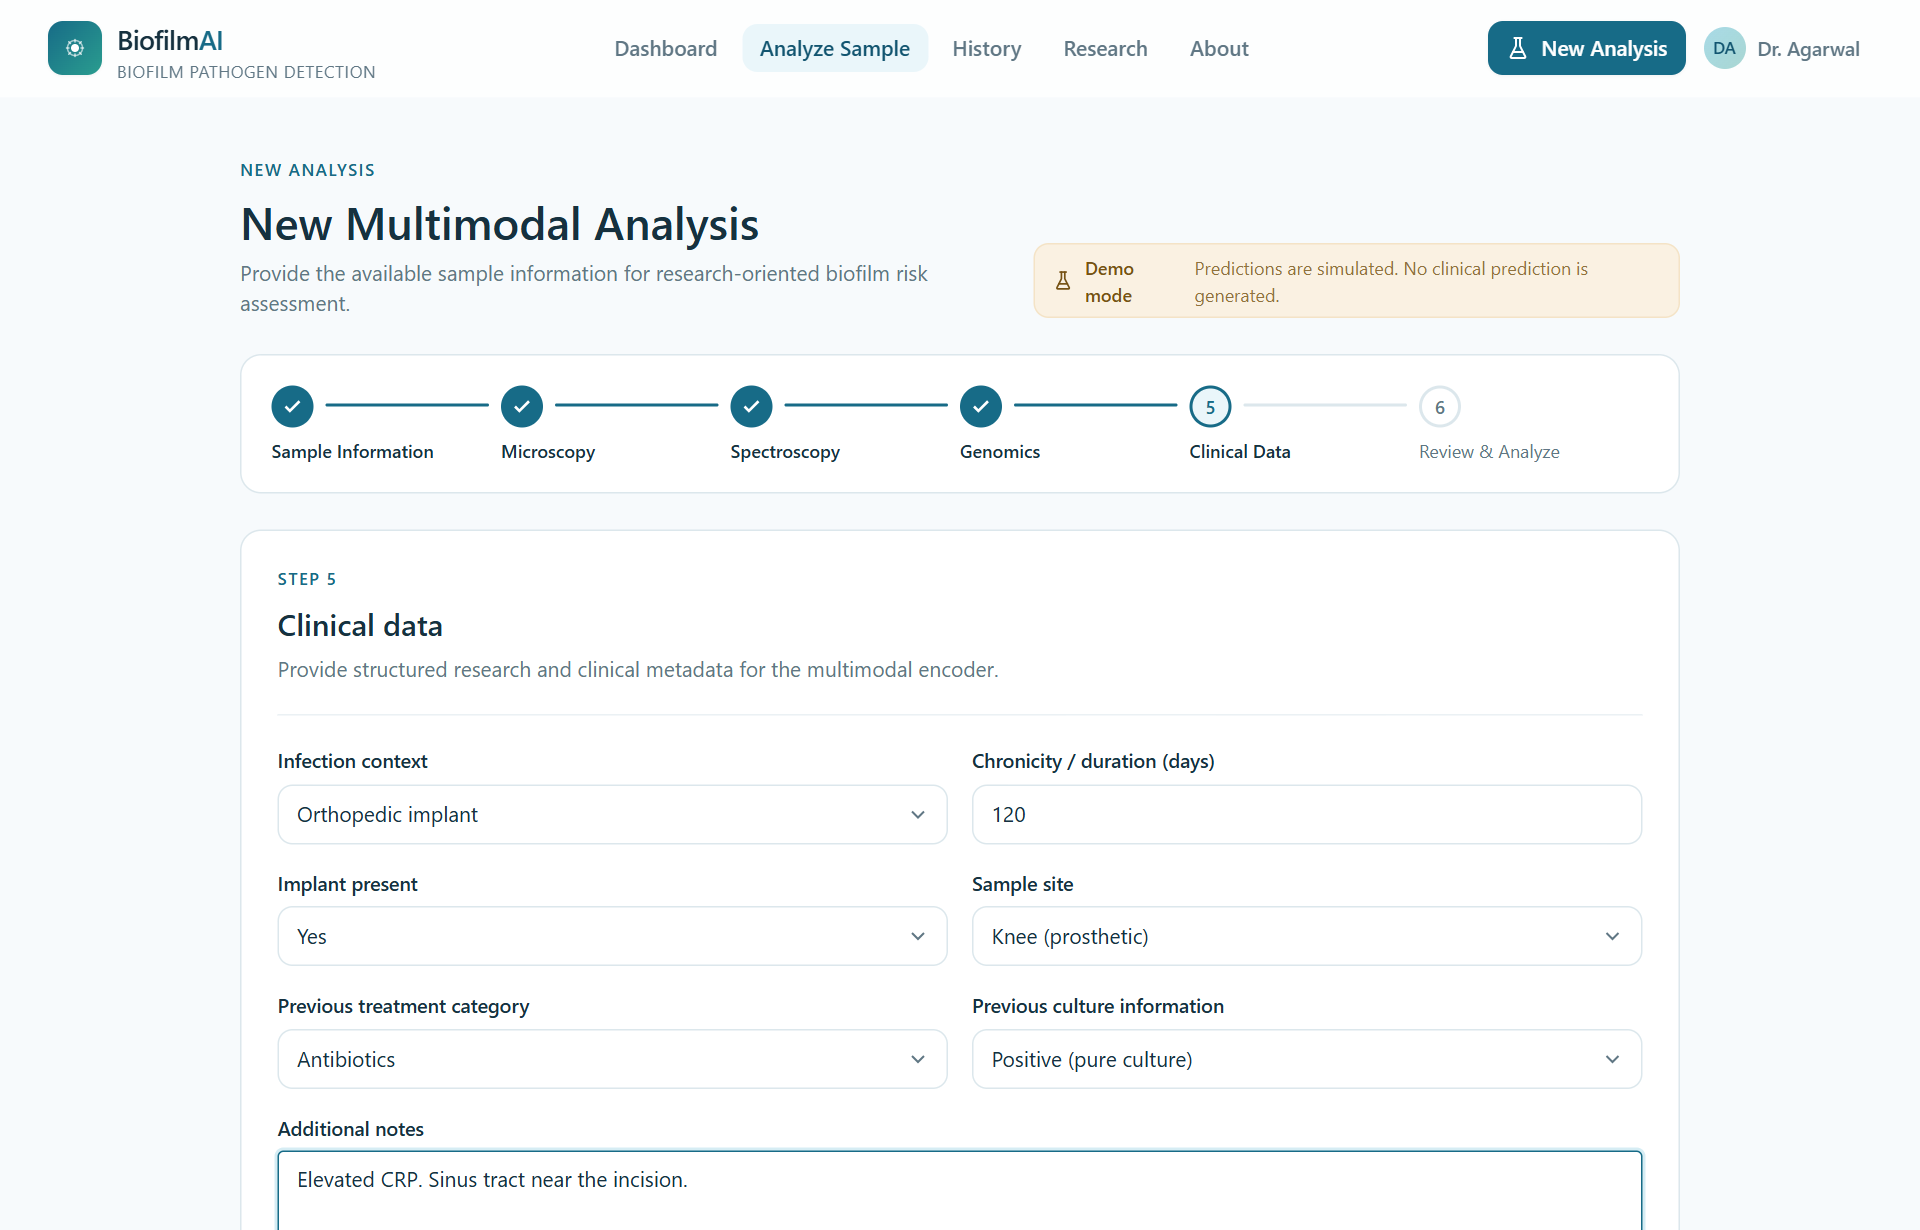 BiofilmAI
BIOFILM PATHOGEN DETECTION
Dashboard
Analyze Sample
History
Research
About
New Analysis
DA
Dr. Agarwal
NEW ANALYSIS
New Multimodal Analysis
Provide the available sample information for research-oriented biofilm risk
assessment.
Demo
mode
Predictions are simulated. No clinical prediction is
generated.
5
6
Sample Information
Microscopy
Spectroscopy
Genomics
Clinical Data
Review & Analyze
STEP 5
Clinical data
Provide structured research and clinical metadata for the multimodal encoder.
Infection context
Chronicity / duration (days)
Orthopedic implant
120
Implant present
Sample site
Yes
Knee (prosthetic)
Previous treatment category
Previous culture information
Antibiotics
Positive (pure culture)
Additional notes
Elevated CRP. Sinus tract near the incision.